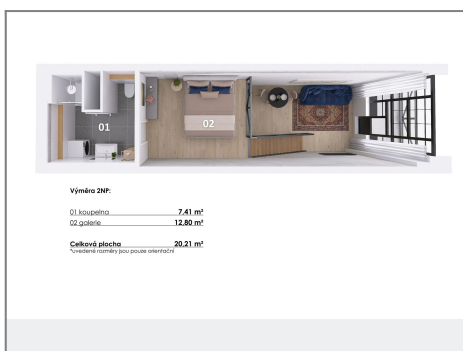 01
02
Výměra 2NP:
01 koupelna 7,41 m²
02 galerie 12,80 m²
Celková plocha 20,21 m²
*uvedené rozměry jsou pouze orientační